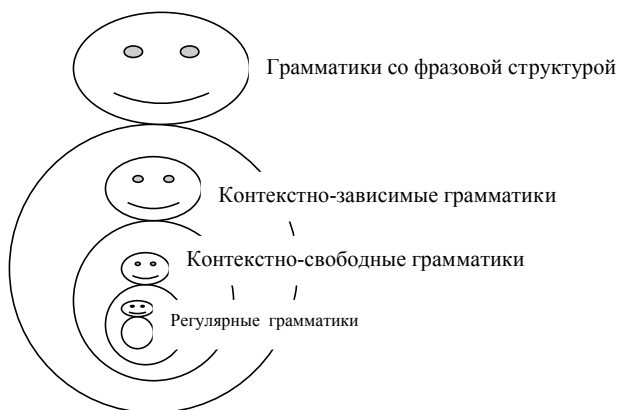 Грамматики со фразовой структурой
Контекстно-зависимые грамматики
Контекстно-свободные грамматики
Регулярные грамматики